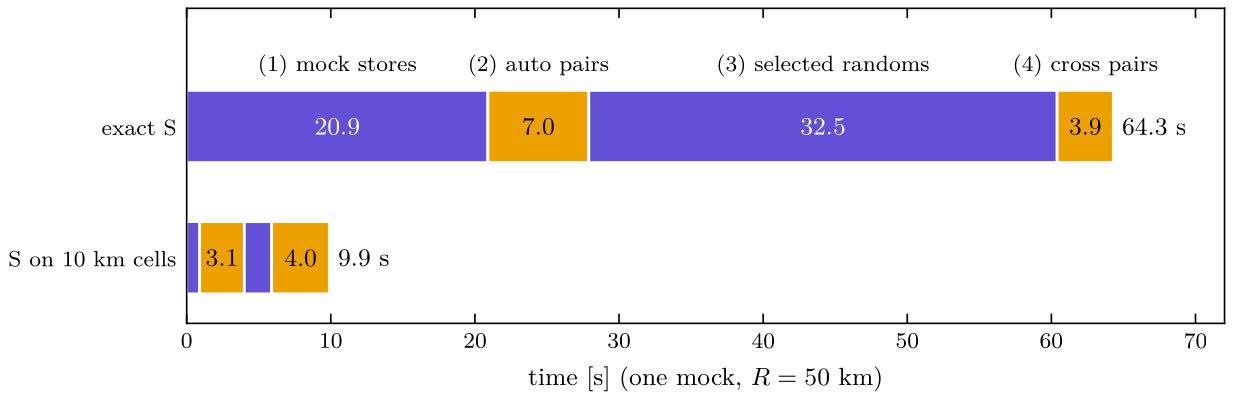 (1) mock stores (2) auto pairs (3) selected randoms (4) cross pairs
exact S 20.9 7.0 32.5 3.9 64.3 s
S on 10 km cells 3.1 4.0 9.9 s
0 10 20 30 40 50 60 70
time [s] (one mock, R = 50 km)